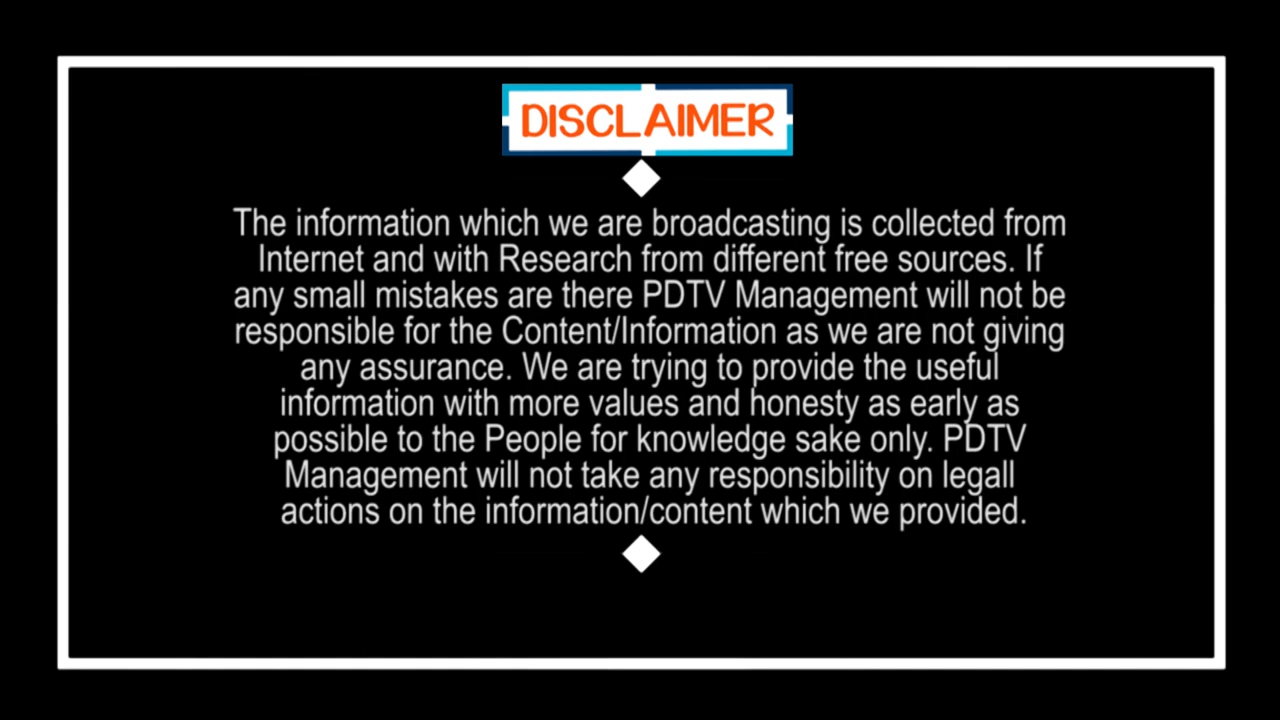 DISCLAIMER
The information which we are broadcasting is collected from
Internet and with Research from different free sources. If
any small mistakes are there PDTV Management will not be
responsible for the Content/Information as we are not giving
any assurance. We are trying to provide the useful
information with more values and honesty as early as
possible to the People for knowledge sake only. PDTV
Management will not take any responsibility on legall
actions on the information/content which we provided.